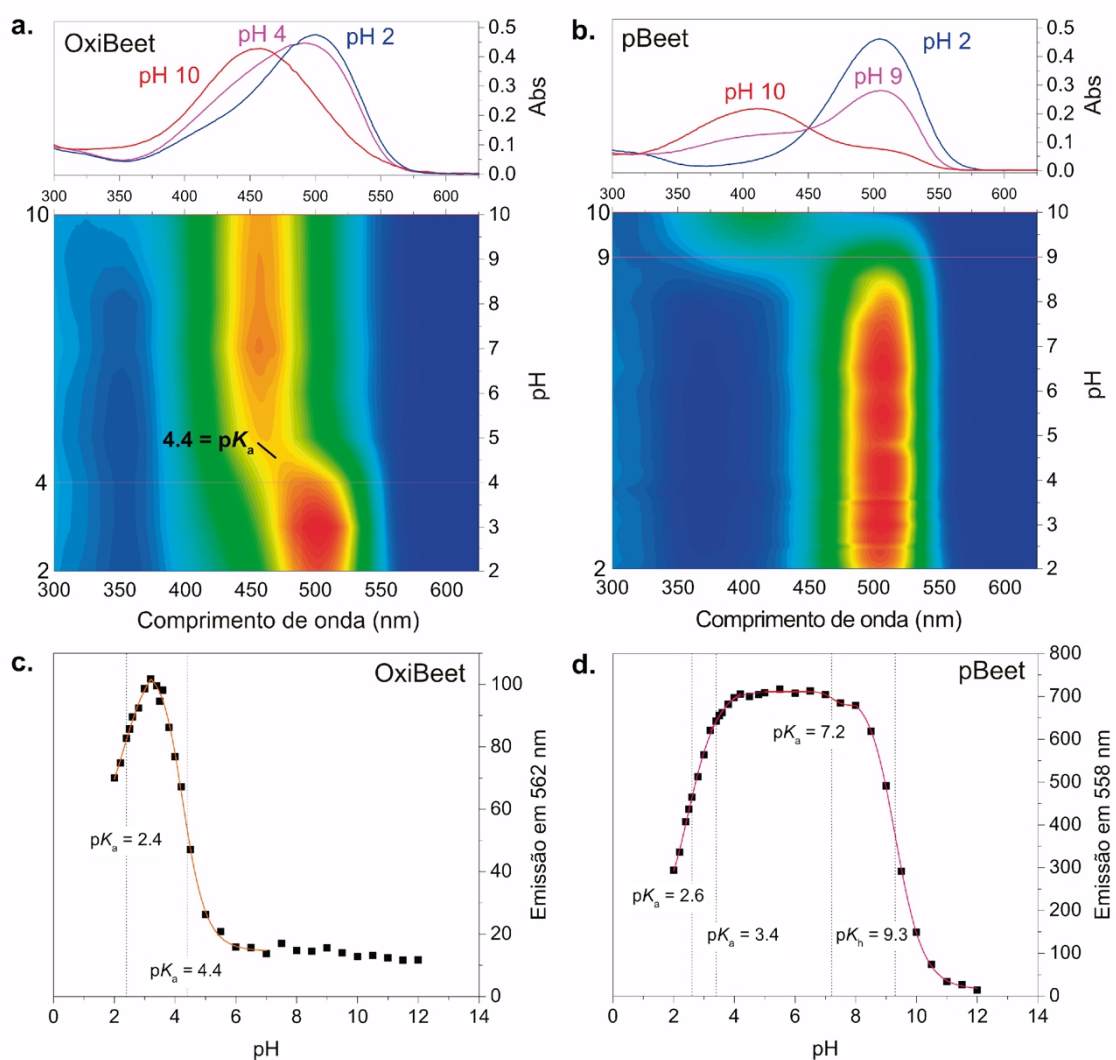 a.
OxiBeet
pH 10
pH 4
pH 2
0.5
0.4
0.3
0.2
0.1
0.0
Abs
300 350 400 450 500 550 600
10
4
2
4.4 = pKa
10
9
8
7
6
5
4
3
2
pH
300 350 400 450 500 550 600
Comprimento de onda (nm)
b.
pBeet
pH 10
pH 9
pH 2
0.5
0.4
0.3
0.2
0.1
0.0
Abs
300 350 400 450 500 550 600
10
9
2
10
9
8
7
6
5
4
3
2
pH
300 350 400 450 500 550 600
Comprimento de onda (nm)
c.
OxiBeet
pKa = 2.4
pKa = 4.4
100
80
60
40
20
0
Emissão em 562 nm
0 2 4 6 8 10 12 14
pH
d.
pBeet
pKa = 7.2
pKa = 2.6
pKa = 3.4
pKh = 9.3
800
700
600
500
400
300
200
100
0
Emissão em 558 nm
0 2 4 6 8 10 12 14
pH